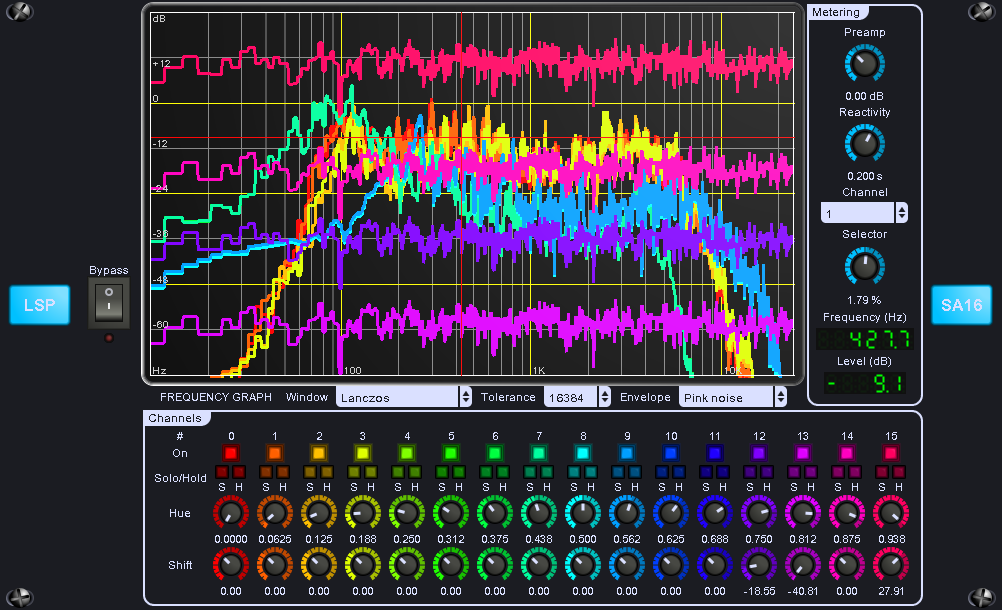 dB
+12
0
-12
-24
-38
-48
-60
Hz
100
1K
10K
FREQUENCY GRAPH Window Lanczos Tolerance 16384 Envelope Pink noise
Metering
Preamp
0.00 dB
Reactivity
0.200 s
Channel
1
Selector
1.79 %
Frequency (Hz)
427.7
Level (dB)
- 9.1
LSP
Bypass
SA16
Channels
# 0 1 2 3 4 5 6 7 8 9 10 11 12 13 14 15
On
Solo/Hold
S H S H S H S H S H S H S H S H S H S H S H S H S H S H S H S H
Hue
0.0000 0.0625 0.125 0.188 0.250 0.312 0.375 0.438 0.500 0.562 0.625 0.688 0.750 0.812 0.875 0.938
Shift
0.00 0.00 0.00 0.00 0.00 0.00 0.00 0.00 0.00 0.00 0.00 0.00 -18.55 -40.81 0.00 27.91